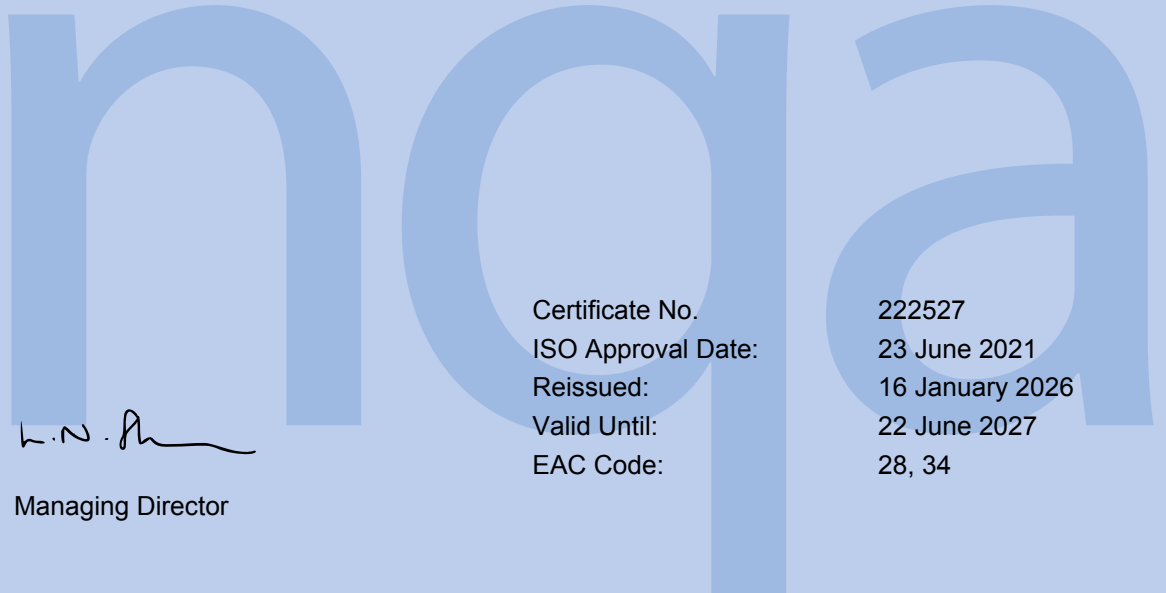 nqa
Certificate No. 222527
ISO Approval Date: 23 June 2021
Reissued: 16 January 2026
Valid Until: 22 June 2027
EAC Code: 28, 34
Managing Director